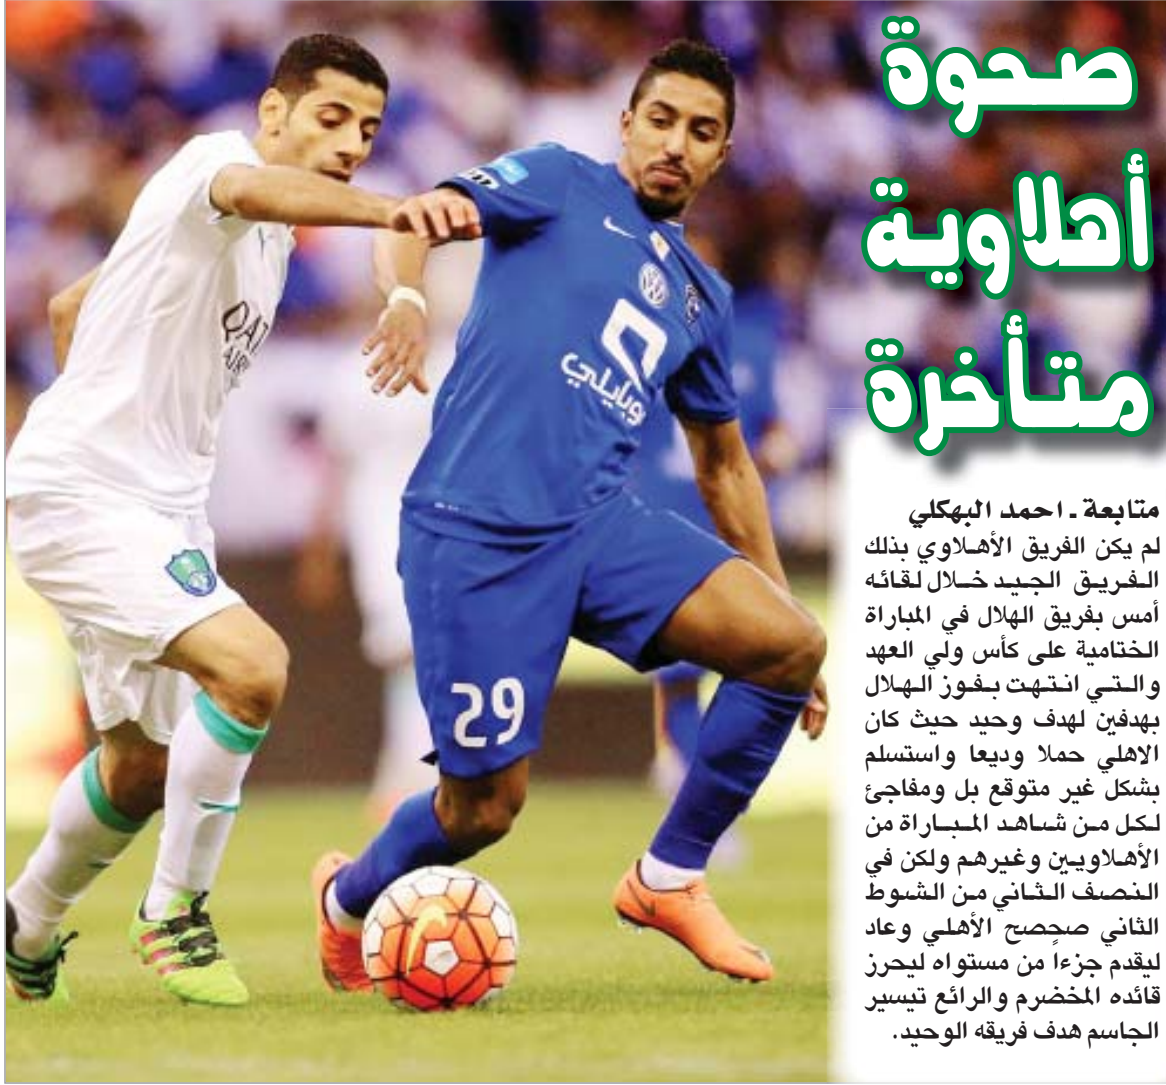 صحوة
أهلاوية
متأخرة
متابعة ـ احمد البهكلي
لم يكن الفريق الأهلاوي بذلك
الفريق الجيد خلال لقائه
أمس بفريق الهلال في المباراة
الختامية على كأس ولي العهد
والتي انتهت بفوز الهلال
بهدفين لهدف وحيد حيث كان
الاهلي حملا وديعا واستسلم
بشكل غير متوقع بل ومفاجئ
لكل من شاهد المباراة من
الأهلاويين وغيرهم ولكن في
النصف الثاني من الشوط
الثاني صحصح الأهلي وعاد
ليقدم جزءاً من مستواه ليحرز
قائده المخضرم والرائع تيسير
الجاسم هدف فريقه الوحيد.
QAT
AIR
موبايلي
29